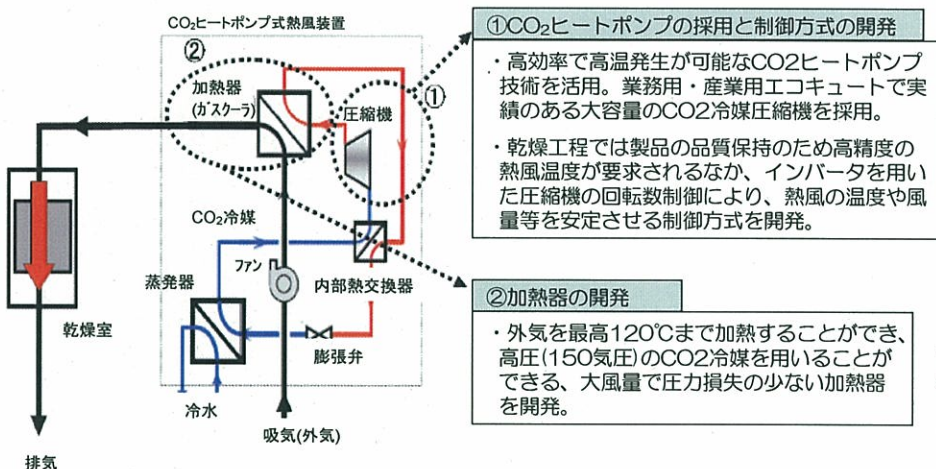 CO₂ヒートポンプ式熱風装置
②
加熱器
(ガスクーラ)
圧縮機
①
CO₂冷媒
ファン
蒸発器
内部熱交換器
乾燥室
膨張弁
冷水
吸気(外気)
排気
①CO₂ヒートポンプの採用と制御方式の開発
・高効率で高温発生が可能なCO2ヒートポンプ
技術を活用。業務用・産業用エコキュートで実
績のある大容量のCO2冷媒圧縮機を採用。
・乾燥工程では製品の品質保持のため高精度の
熱風温度が要求されるなか、インバータを用い
た圧縮機の回転数制御により、熱風の温度や風
量等を安定させる制御方式を開発。
②加熱器の開発
・外気を最高120℃まで加熱することができ、
高圧(150気圧)のCO2冷媒を用いることが
できる、大風量で圧力損失の少ない加熱器
を開発。